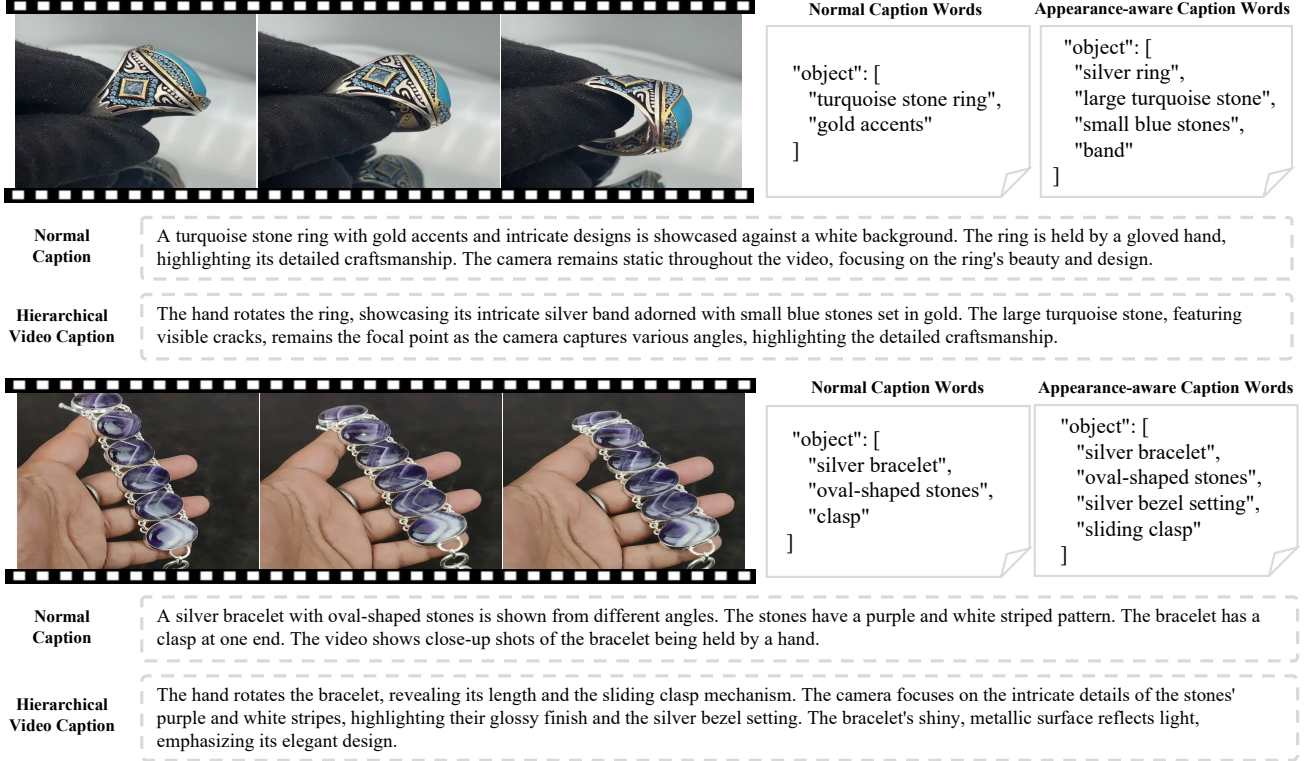 Normal Caption Words
Appearance-aware Caption Words
"object": [
"turquoise stone ring",
"gold accents"
]
"object": [
"silver ring",
"large turquoise stone",
"small blue stones",
"band"
]
Normal
Caption
A turquoise stone ring with gold accents and intricate designs is showcased against a white background. The ring is held by a gloved hand,
highlighting its detailed craftsmanship. The camera remains static throughout the video, focusing on the ring's beauty and design.
Hierarchical
Video Caption
The hand rotates the ring, showcasing its intricate silver band adorned with small blue stones set in gold. The large turquoise stone, featuring
visible cracks, remains the focal point as the camera captures various angles, highlighting the detailed craftsmanship.
Normal Caption Words
Appearance-aware Caption Words
"object": [
"silver bracelet",
"oval-shaped stones",
"clasp"
]
"object": [
"silver bracelet",
"oval-shaped stones",
"silver bezel setting",
"sliding clasp"
]
Normal
Caption
A silver bracelet with oval-shaped stones is shown from different angles. The stones have a purple and white striped pattern. The bracelet has a
clasp at one end. The video shows close-up shots of the bracelet being held by a hand.
Hierarchical
Video Caption
The hand rotates the bracelet, revealing its length and the sliding clasp mechanism. The camera focuses on the intricate details of the stones'
purple and white stripes, highlighting their glossy finish and the silver bezel setting. The bracelet's shiny, metallic surface reflects light,
emphasizing its elegant design.